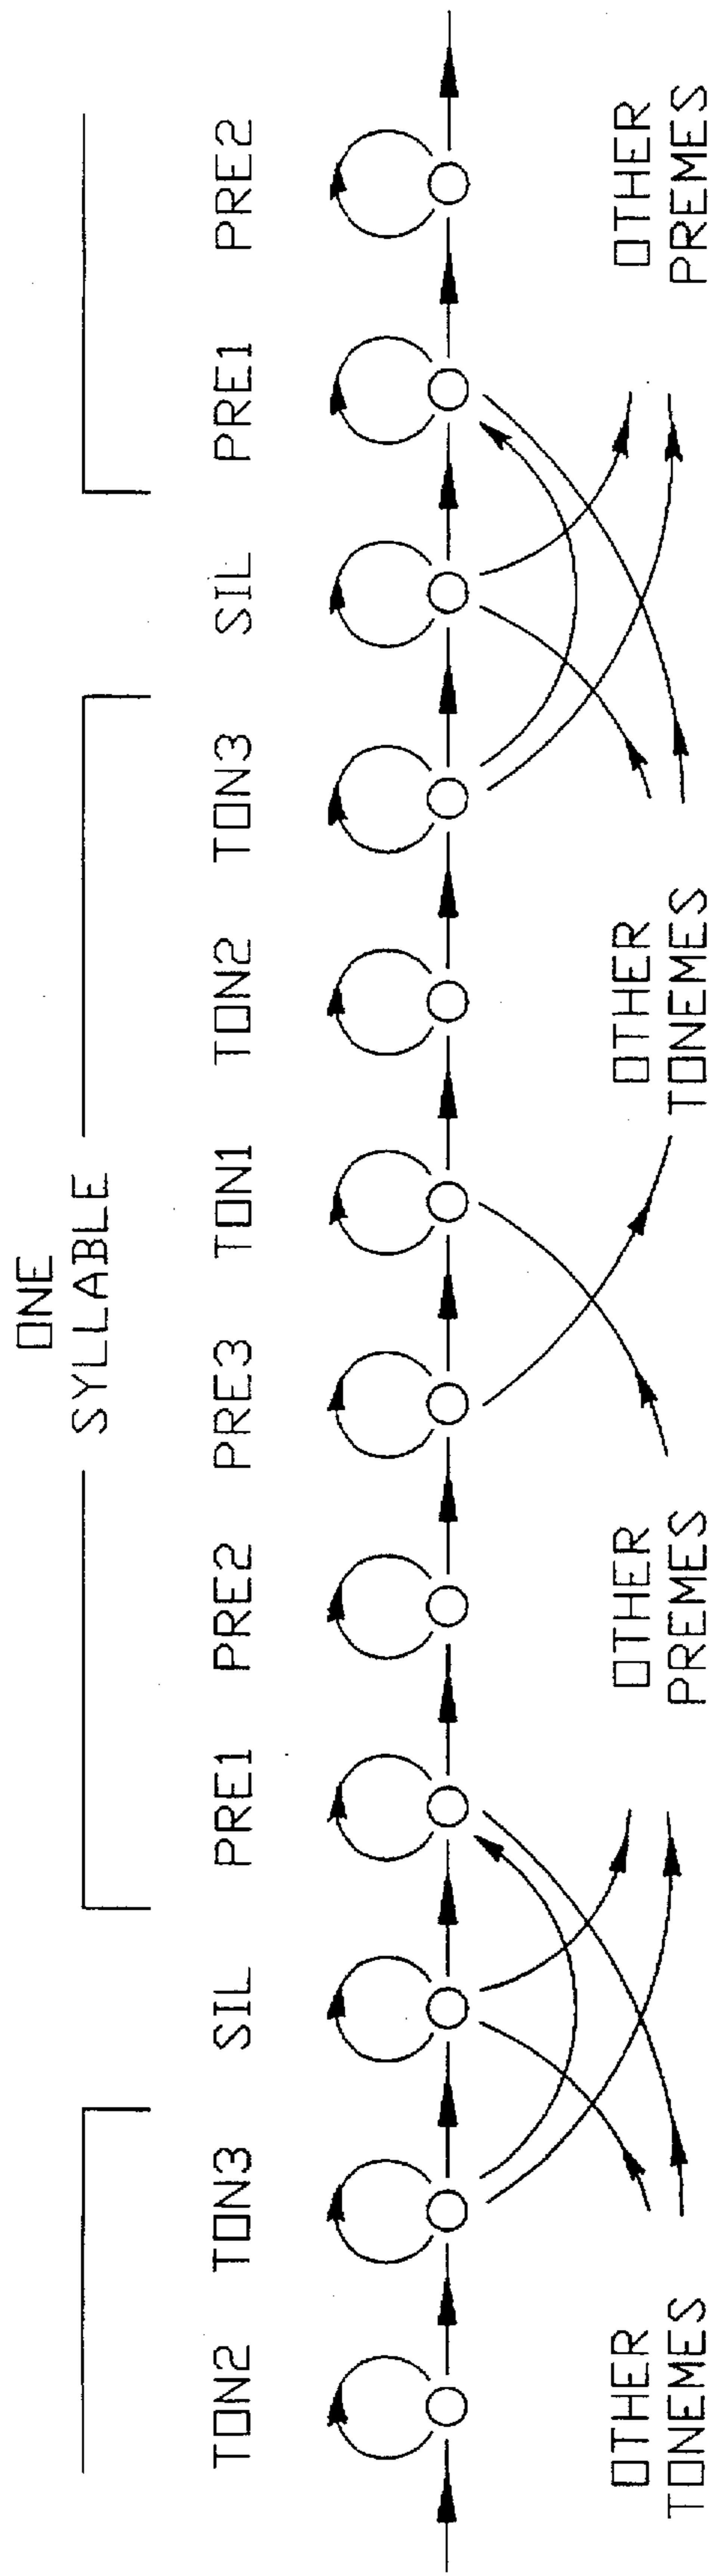 ONE
SYLLABLE
TON2 TON3 SIL PRE1 PRE2 PRE3 TON1 TON2 TON3 SIL PRE1 PRE2
OTHER
TONEMES
OTHER
PREMES
OTHER
TONEMES
OTHER
PREMES